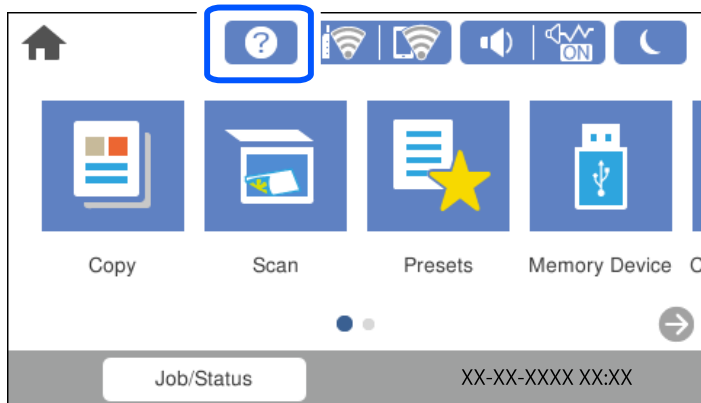 ?
ON
Copy Scan Presets Memory Device C
Job/Status XX-XX-XXXX XX:XX